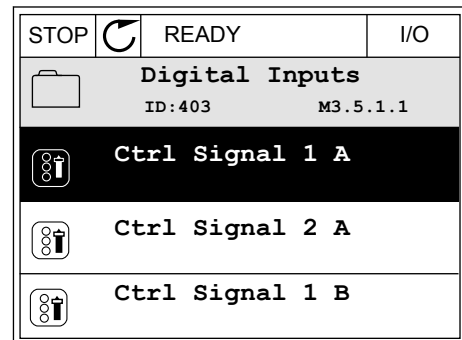 STOP READY I/O
Digital Inputs
ID:403 M3.5.1.1
Ctrl Signal 1 A
Ctrl Signal 2 A
Ctrl Signal 1 B